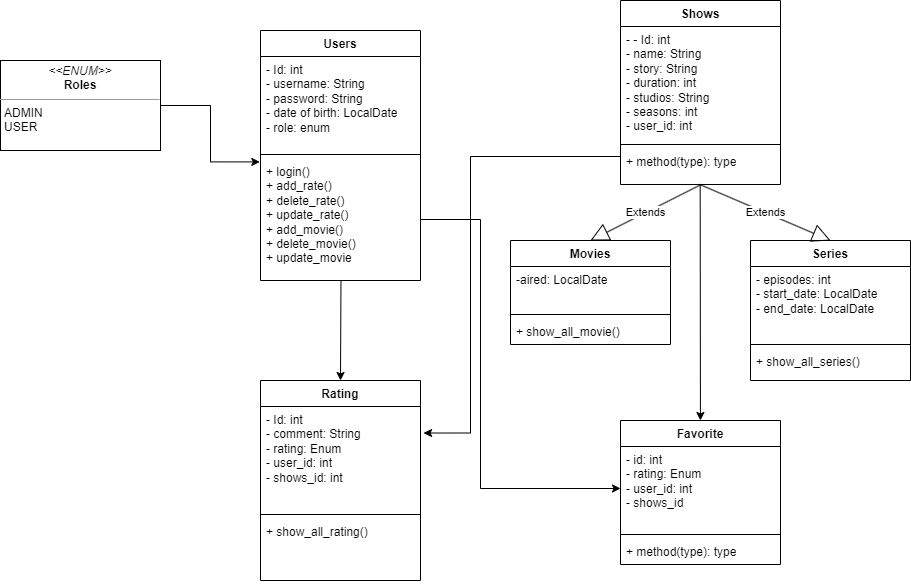 <<ENUM>>
Roles
ADMIN
USER
Users
- Id: int
- username: String
- password: String
- date of birth: LocalDate
- role: enum
+ login()
+ add_rate()
+ delete_rate()
+ update_rate()
+ add_movie()
+ delete_movie()
+ update_movie
Shows
- - Id: int
- name: String
- story: String
- duration: int
- studios: String
- seasons: int
- user_id: int
+ method(type): type
Extends
Extends
Movies
-aired: LocalDate
+ show_all_movie()
Series
- episodes: int
- start_date: LocalDate
- end_date: LocalDate
+ show_all_series()
Rating
- Id: int
- comment: String
- rating: Enum
- user_id: int
- shows_id: int
+ show_all_rating()
Favorite
- id: int
- rating: Enum
- user_id: int
- shows_id
+ method(type): type